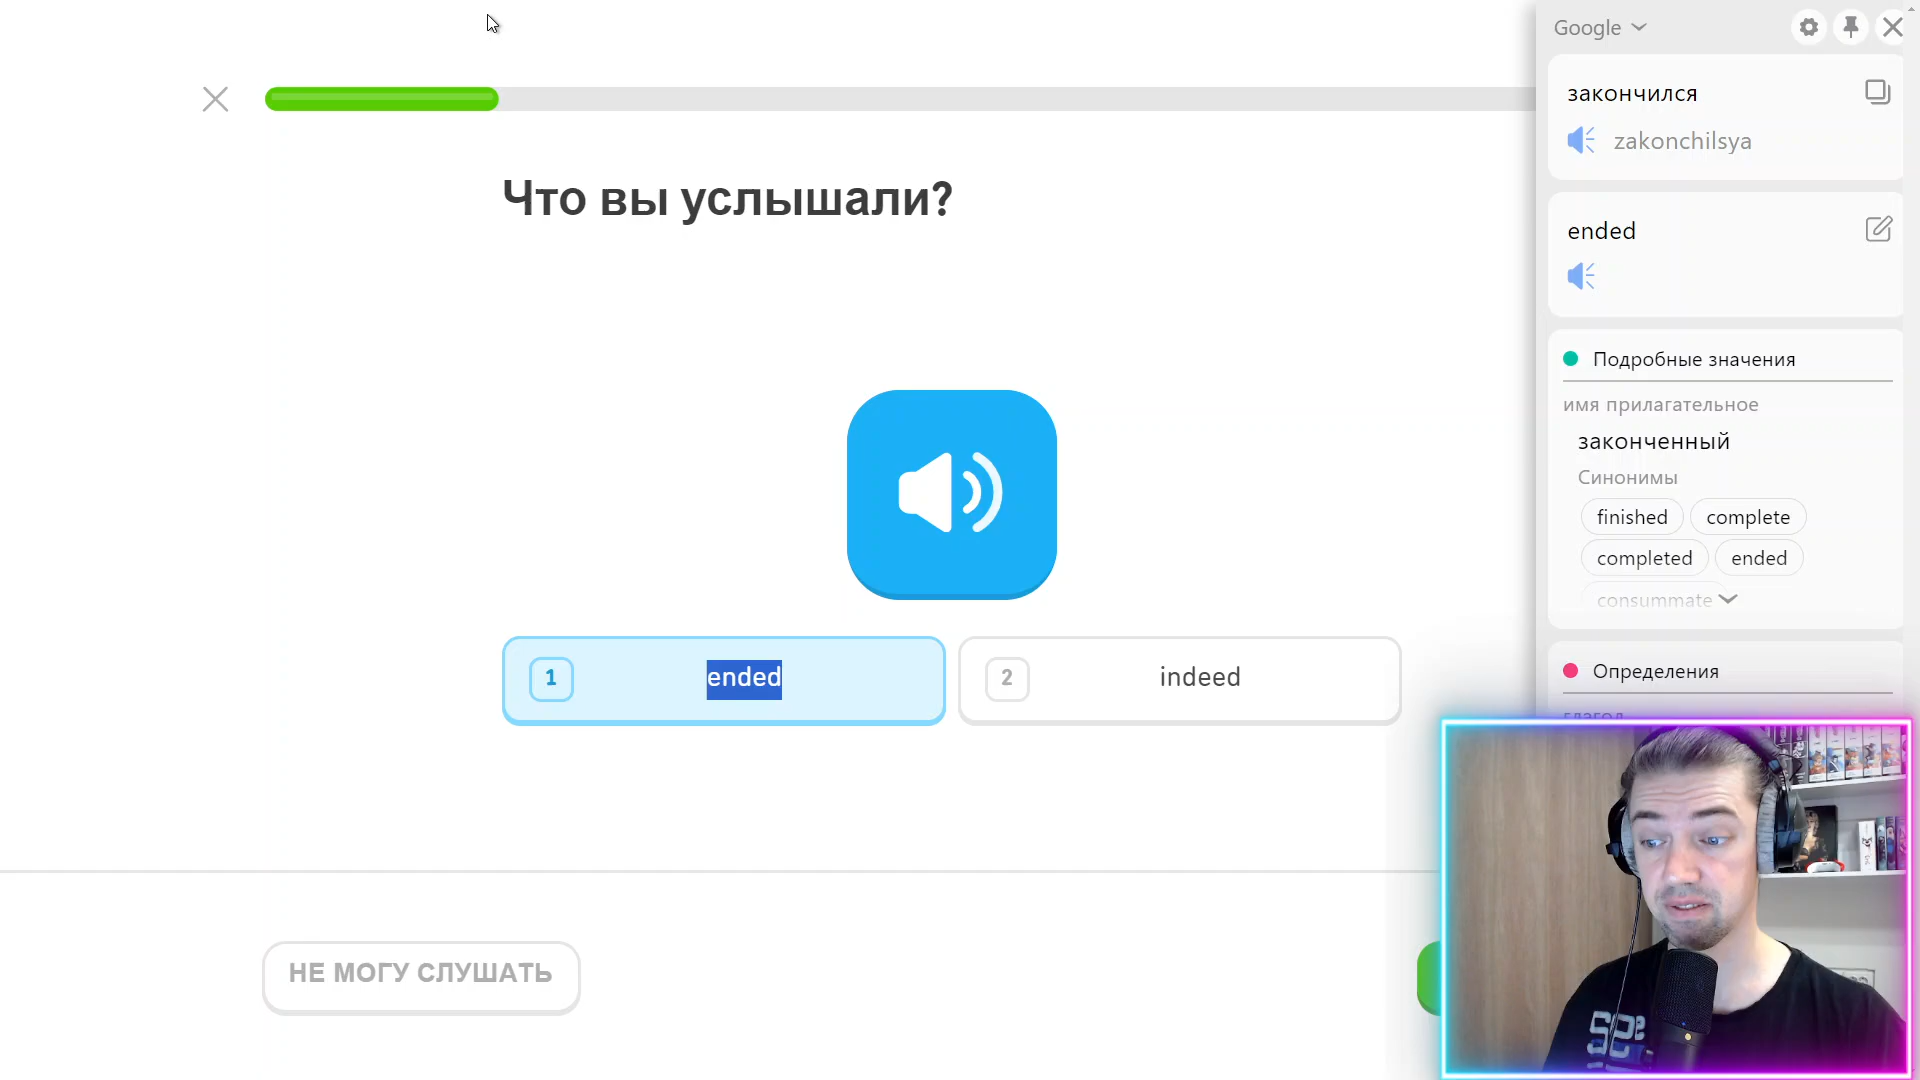 Google
закончился
zakonchilsya
ended
Подробные значения
имя прилагательное
законченный
Синонимы
finished
complete
completed
ended
consummate
Определения
Что вы услышали?
1
ended
2
indeed
НЕ МОГУ СЛУШАТЬ